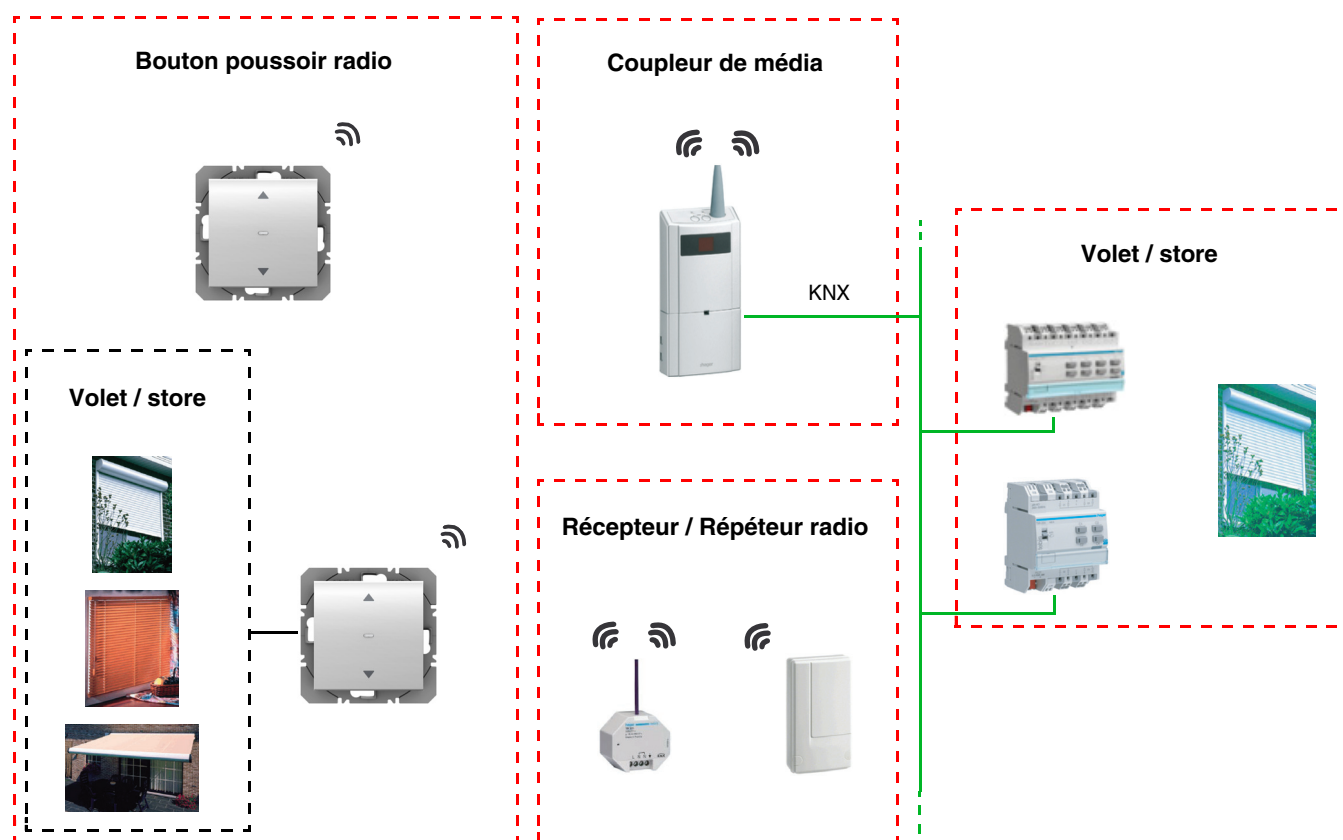 Bouton poussoir radio
Coupleur de média
Volet / store
KNX
Volet / store
Récepteur / Répéteur radio